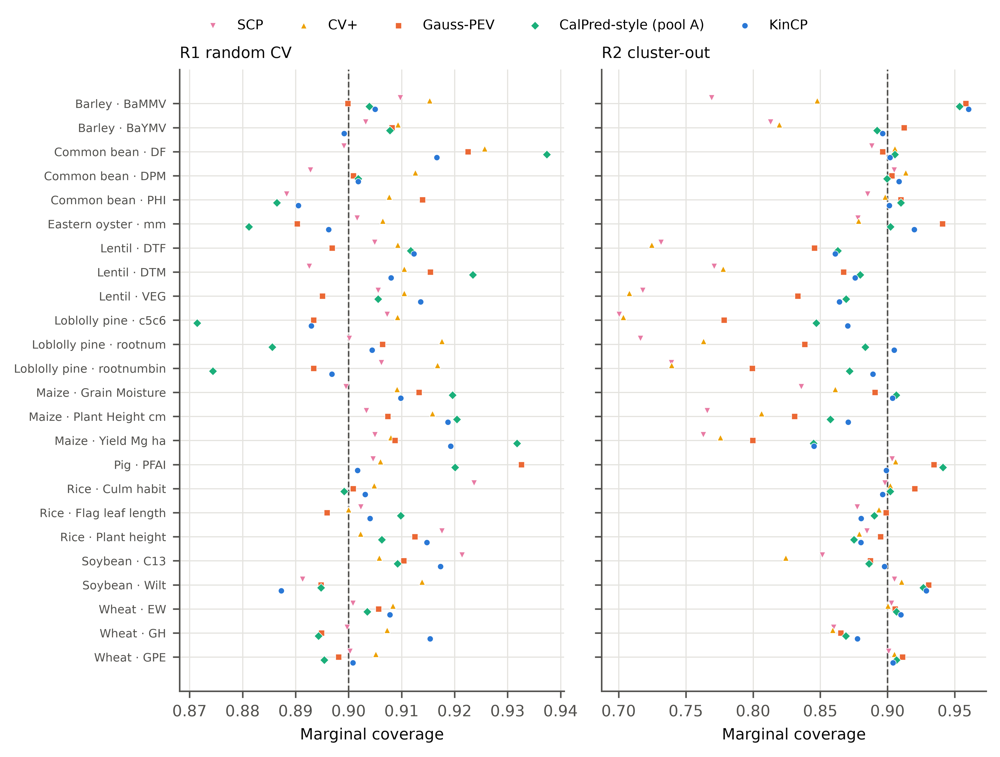 SCP CV+ Gauss-PEV CalPred-style (pool A) KinCP
R1 random CV R2 cluster-out
Barley · BaMMV
Barley · BaYMV
Common bean · DF
Common bean · DPM
Common bean · PHI
Eastern oyster · mm
Lentil · DTF
Lentil · DTM
Lentil · VEG
Loblolly pine · c5c6
Loblolly pine · rootnum
Loblolly pine · rootnumbin
Maize · Grain Moisture
Maize · Plant Height cm
Maize · Yield Mg ha
Pig · PFAI
Rice · Culm habit
Rice · Flag leaf length
Rice · Plant height
Soybean · C13
Soybean · Wilt
Wheat · EW
Wheat · GH
Wheat · GPE
0.87 0.88 0.89 0.90 0.91 0.92 0.93 0.94 0.70 0.75 0.80 0.85 0.90 0.95
Marginal coverage Marginal coverage